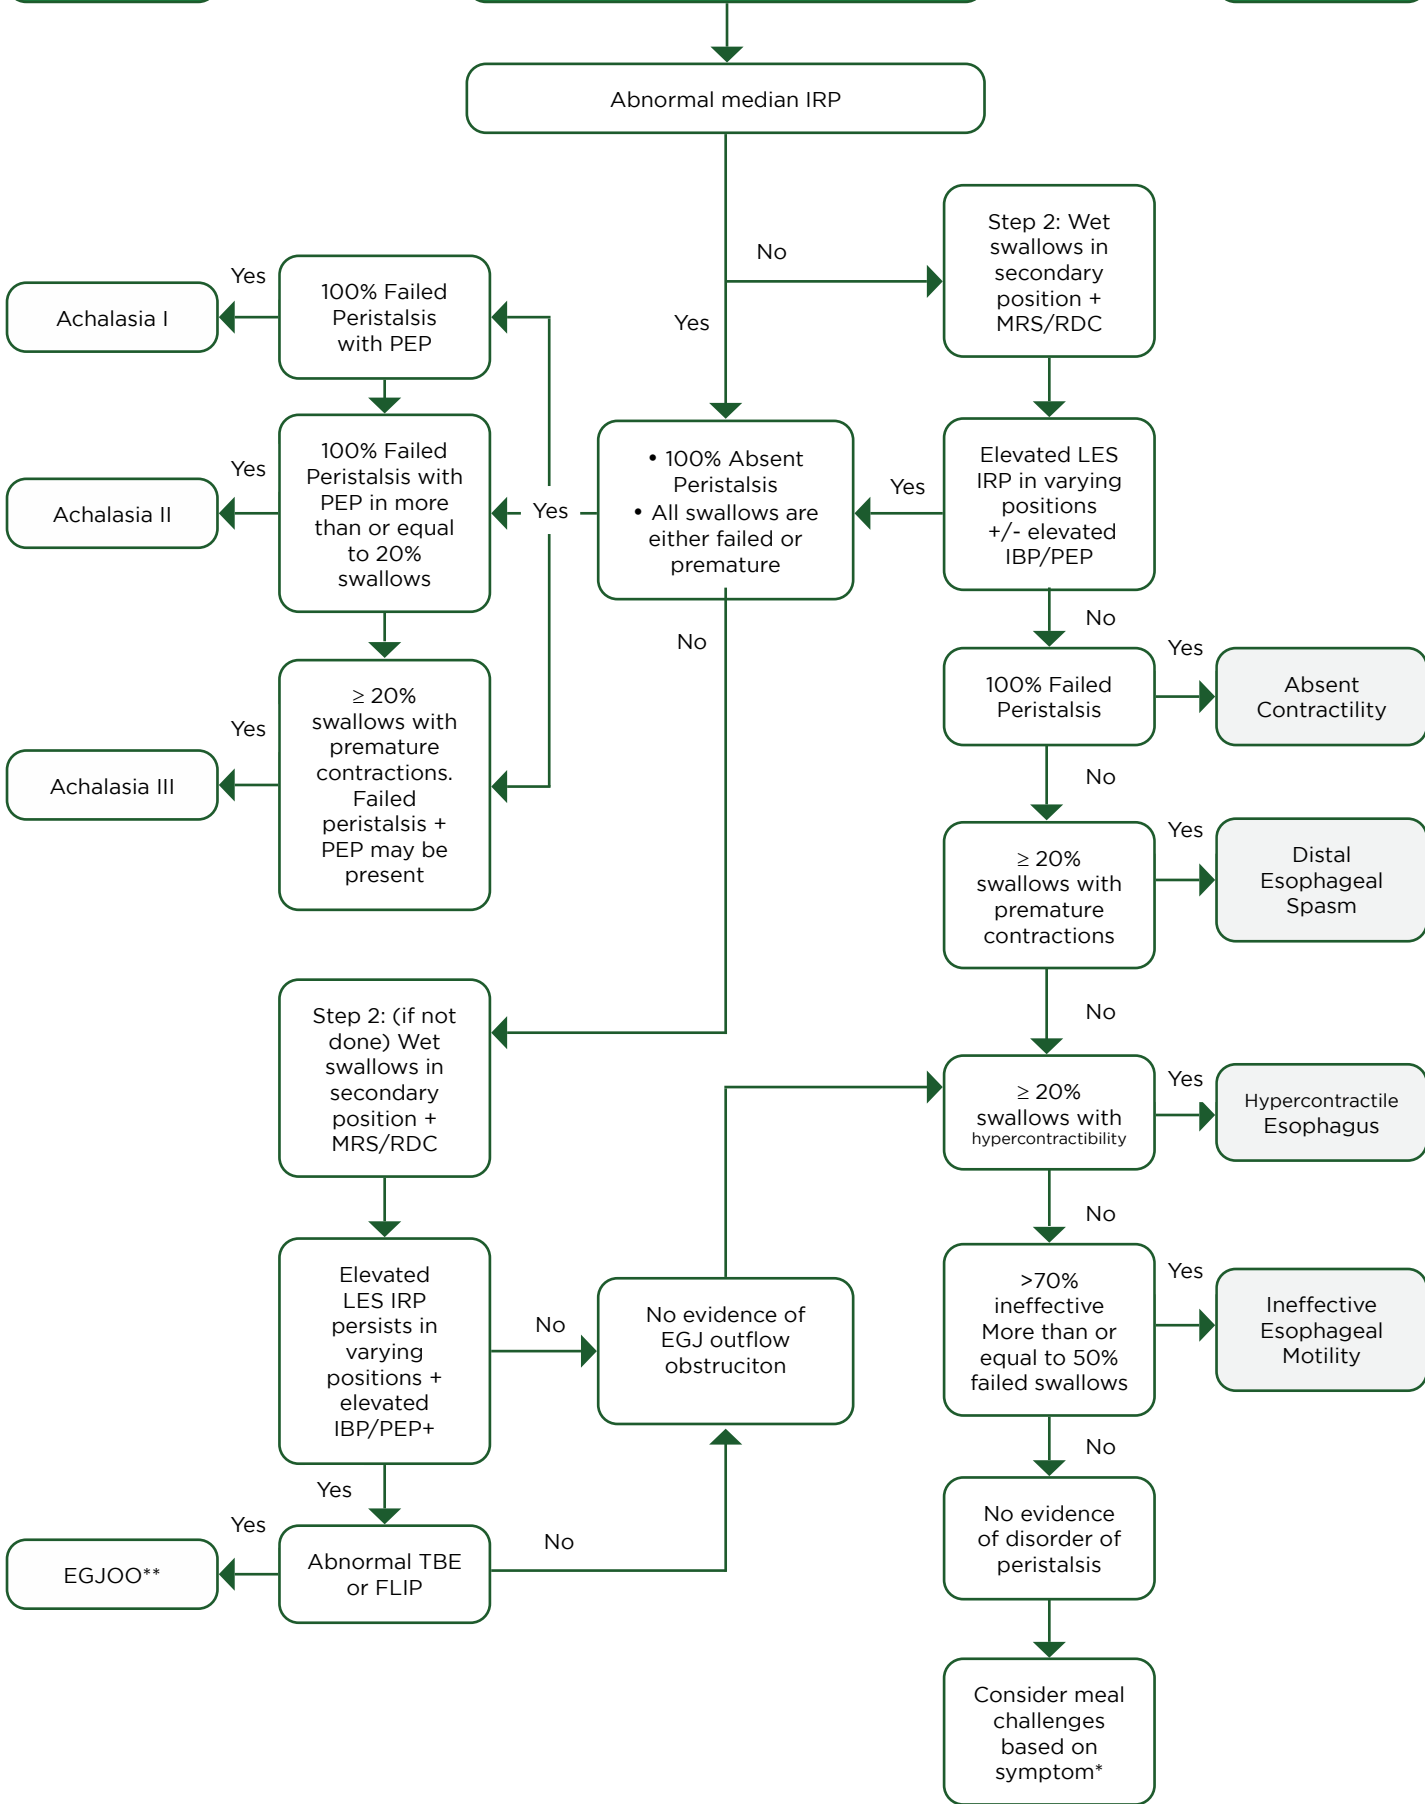 Abnormal median IRP
No
Step 2: Wet
swallows in
secondary
position +
MRS/RDC
Yes
100% Failed
Peristalsis
with PEP
Yes
Achalasia I
100% Failed
Peristalsis with
PEP in more
than or equal
to 20%
swallows
Yes
Achalasia II
Yes
• 100% Absent
Peristalsis
• All swallows are
either failed or
premature
Yes
Elevated LES
IRP in varying
positions
+/- elevated
IBP/PEP
No
No
100% Failed
Peristalsis
Yes
Absent
Contractility
≥ 20%
swallows with
premature
contractions.
Failed
peristalsis +
PEP may be
present
Yes
Achalasia III
No
≥ 20%
swallows with
premature
contractions
Yes
Distal
Esophageal
Spasm
Step 2: (if not
done) Wet
swallows in
secondary
position +
MRS/RDC
No
≥ 20%
swallows with
hypercontractibility
Yes
Hypercontractile
Esophagus
No
Elevated
LES IRP
persists in
varying
positions +
elevated
IBP/PEP+
No
No evidence of
EGJ outflow
obstruciton
>70%
ineffective
More than or
equal to 50%
failed swallows
Yes
Ineffective
Esophageal
Motility
No
Yes
Yes
EGJOO**
Abnormal TBE
or FLIP
No
No evidence
of disorder of
peristalsis
Consider meal
challenges
based on
symptom*